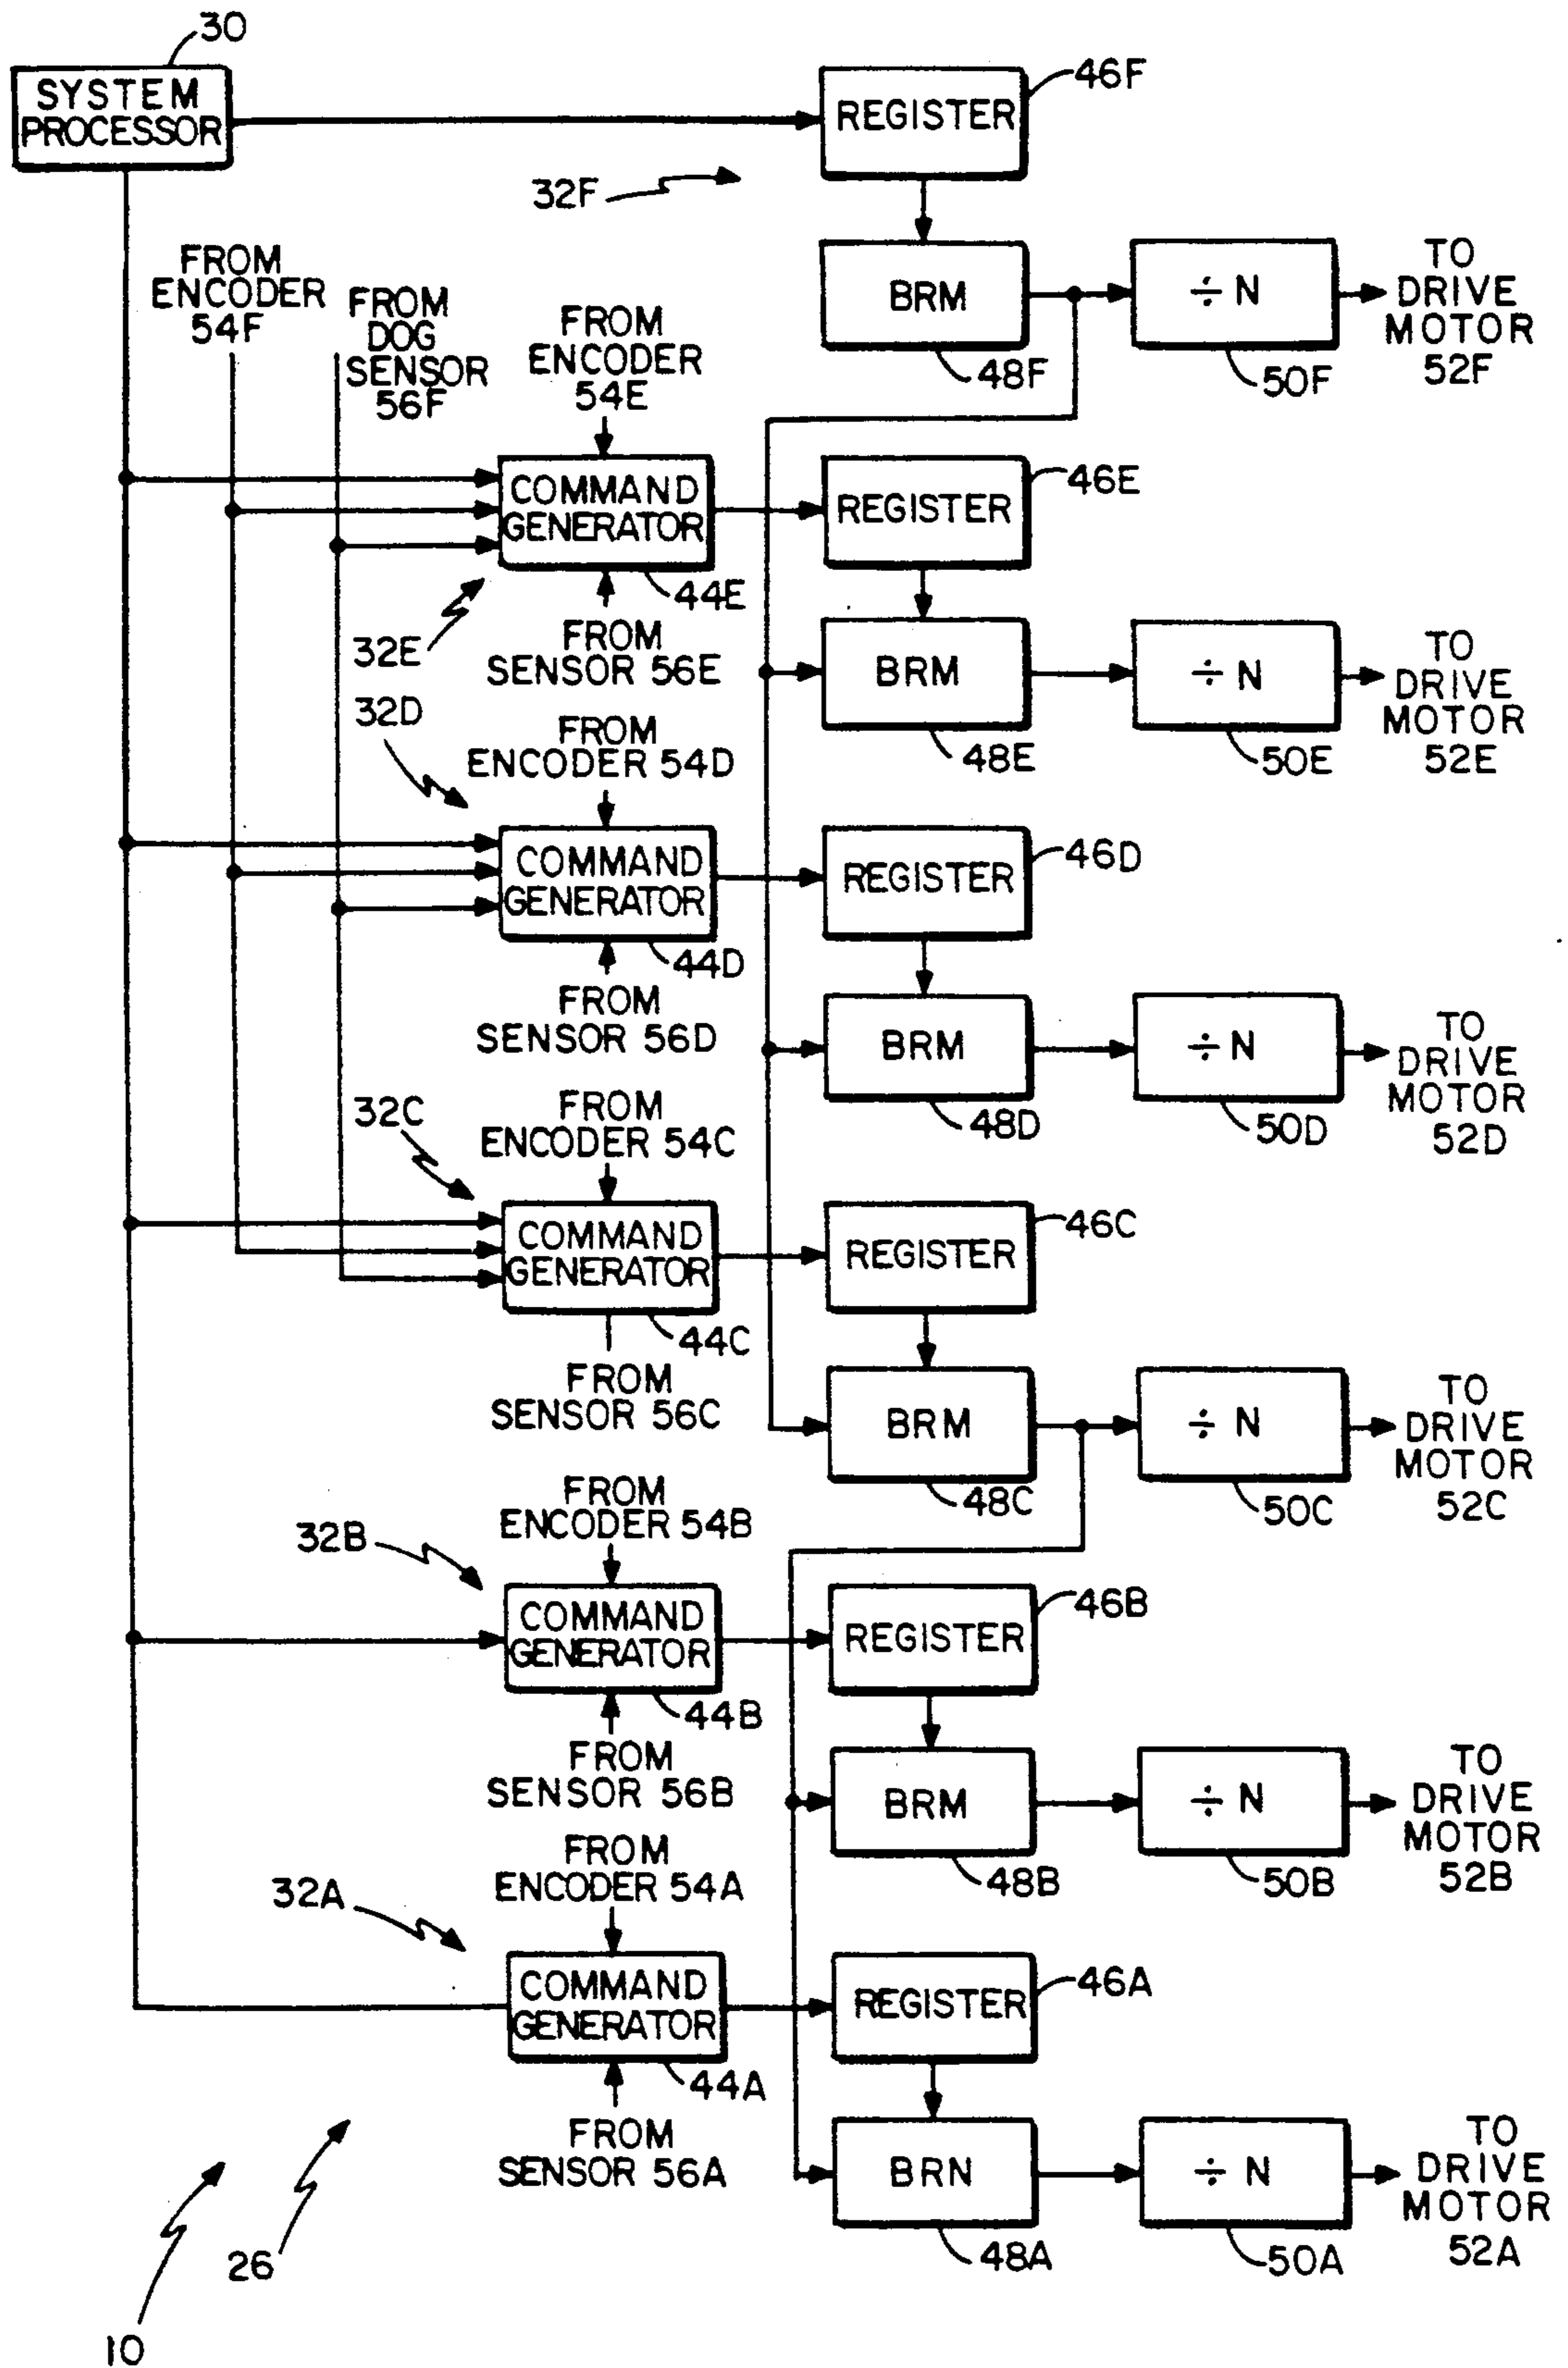 30
SYSTEM
PROCESSOR
46F
REGISTER
32F
FROM
ENCODER
54F
FROM
DOG
SENSOR
56F
FROM
ENCODER
54E
BRM
48F
÷ N
50F
TO
DRIVE
MOTOR
52F
COMMAND
GENERATOR
44E
32E
FROM
SENSOR 56E
REGISTER
46E
BRM
48E
÷ N
50E
TO
DRIVE
MOTOR
52E
32D
FROM
ENCODER 54D
COMMAND
GENERATOR
44D
FROM
SENSOR 56D
REGISTER
46D
BRM
48D
÷ N
50D
TO
DRIVE
MOTOR
52D
32C
FROM
ENCODER 54C
COMMAND
GENERATOR
44C
FROM
SENSOR 56C
REGISTER
46C
BRM
48C
÷ N
50C
TO
DRIVE
MOTOR
52C
32B
FROM
ENCODER 54B
COMMAND
GENERATOR
44B
FROM
SENSOR 56B
REGISTER
46B
BRM
48B
÷ N
50B
TO
DRIVE
MOTOR
52B
32A
FROM
ENCODER 54A
COMMAND
GENERATOR
44A
FROM
SENSOR 56A
REGISTER
46A
BRN
48A
÷ N
50A
TO
DRIVE
MOTOR
52A
26
10